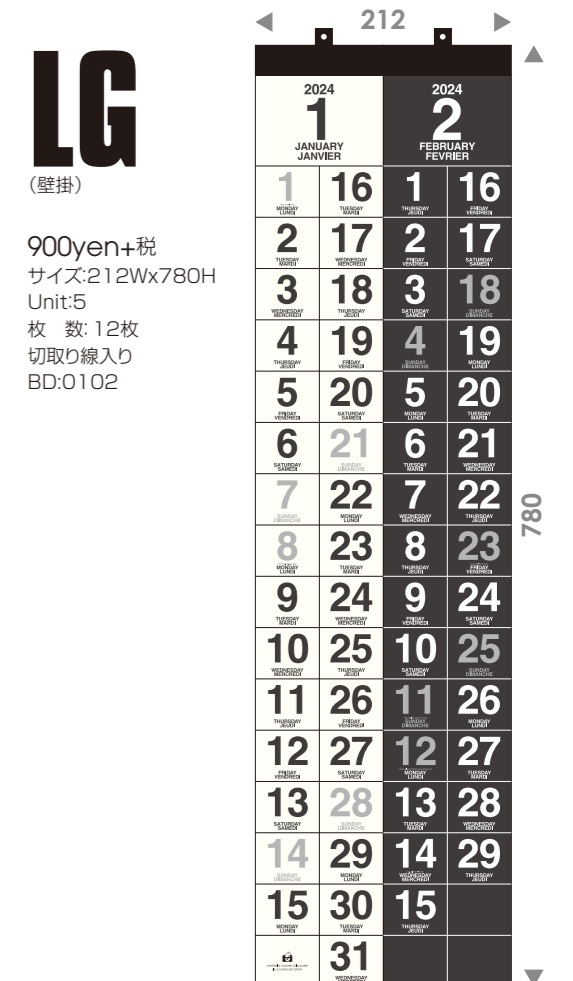 212
LG
（壁掛）
900yen+税
サイズ:212Wx780H
Unit:5
枚　数: 12枚
切取り線入り
BD:0102
780
2024
1
JANUARY
JANVIER
1
MONDAY
LUNDI
16
TUESDAY
MARDI
2
TUESDAY
MARDI
17
WEDNESDAY
MERCREDI
3
WEDNESDAY
MERCREDI
18
THURSDAY
JEUDI
4
THURSDAY
JEUDI
19
FRIDAY
VENDREDI
5
FRIDAY
VENDREDI
20
SATURDAY
SAMEDI
6
SATURDAY
SAMEDI
21
SUNDAY
DIMANCHE
7
SUNDAY
DIMANCHE
22
MONDAY
LUNDI
8
MONDAY
LUNDI
23
TUESDAY
MARDI
9
TUESDAY
MARDI
24
WEDNESDAY
MERCREDI
10
WEDNESDAY
MERCREDI
25
THURSDAY
JEUDI
11
THURSDAY
JEUDI
26
FRIDAY
VENDREDI
12
FRIDAY
VENDREDI
27
SATURDAY
SAMEDI
13
SATURDAY
SAMEDI
28
SUNDAY
DIMANCHE
14
SUNDAY
DIMANCHE
29
MONDAY
LUNDI
15
MONDAY
LUNDI
30
TUESDAY
MARDI
31
WEDNESDAY
2024
2
FEBRUARY
FEVRIER
1
THURSDAY
JEUDI
16
FRIDAY
VENDREDI
2
FRIDAY
VENDREDI
17
SATURDAY
SAMEDI
3
SATURDAY
SAMEDI
18
SUNDAY
DIMANCHE
4
SUNDAY
DIMANCHE
19
MONDAY
LUNDI
5
MONDAY
LUNDI
20
TUESDAY
MARDI
6
TUESDAY
MARDI
21
WEDNESDAY
MERCREDI
7
WEDNESDAY
MERCREDI
22
THURSDAY
JEUDI
8
THURSDAY
JEUDI
23
FRIDAY
VENDREDI
9
FRIDAY
VENDREDI
24
SATURDAY
SAMEDI
10
SATURDAY
SAMEDI
25
SUNDAY
DIMANCHE
11
SUNDAY
DIMANCHE
26
MONDAY
LUNDI
12
MONDAY
LUNDI
27
TUESDAY
MARDI
13
TUESDAY
MARDI
28
WEDNESDAY
MERCREDI
14
WEDNESDAY
MERCREDI
29
THURSDAY
JEUDI
15
THURSDAY
JEUDI